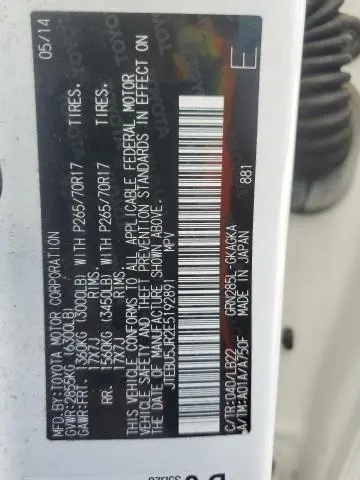 MFD.BY:TOYOTA MOTOR CORPORATION 05/14
GVWR:2855KG (6300LB)
GAWR:FRT. 1360KG (3000LB) WITH P265/70R17 TIRES.
17X7J RIMS.
RR. 1560KG (3450LB) WITH P265/70R17 TIRES.
17X7J RIMS.
THIS VEHICLE CONFORMS TO ALL APPLICABLE FEDERAL MOTOR
VEHICLE SAFETY AND THEFT PREVENTION STANDARDS IN EFFECT ON
THE DATE OF MANUFACTURE SHOWN ABOVE.
JTEBU5JR2E5192891 MPV
E
881
C/TR:040/LB22 GRN285L-GKAGKA
A/TM:A01A/A750F MADE IN JAPAN